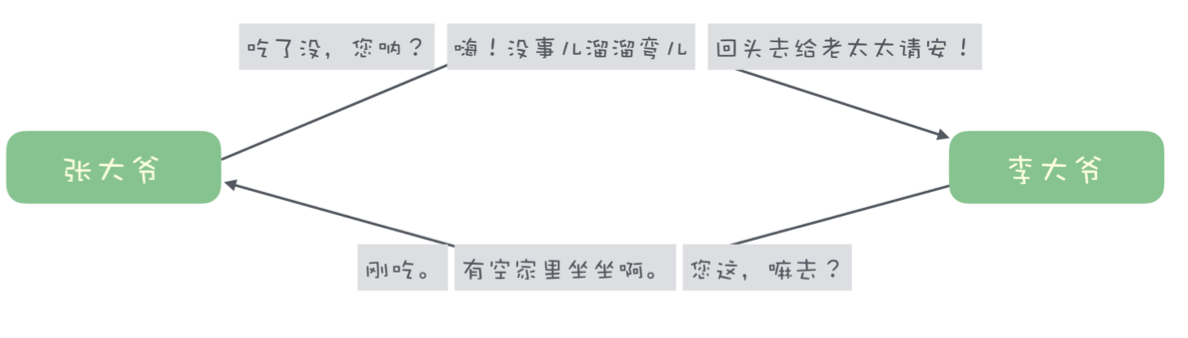 吃了没，您呐？
嗨！没事儿溜溜弯儿
回头去给老太太请安！
张大爷
李大爷
刚吃。
有空家里坐坐啊。
您这，嘛去？